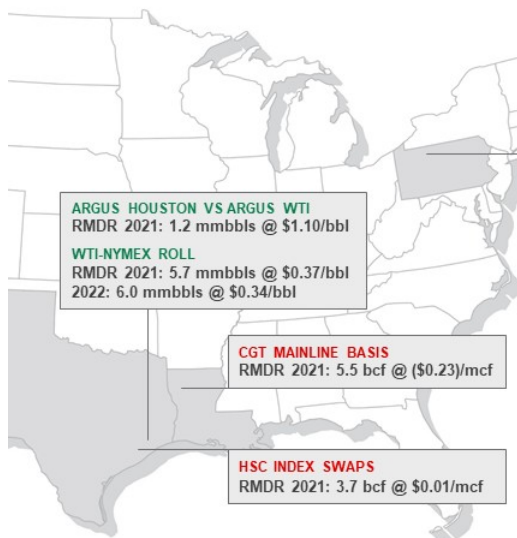 ARGUS HOUSTON VS ARGUS WTI
RMDR 2021: 1.2 mmbbls @ $1.10/bbl
WTI-NYMEX ROLL
RMDR 2021: 5.7 mmbbls @ $0.37/bbl
2022: 6.0 mmbbls @ $0.34/bbl
CGT MAINLINE BASIS
RMDR 2021: 5.5 bcf @ ($0.23)/mcf
HSC INDEX SWAPS
RMDR 2021: 3.7 bcf @ $0.01/mcf